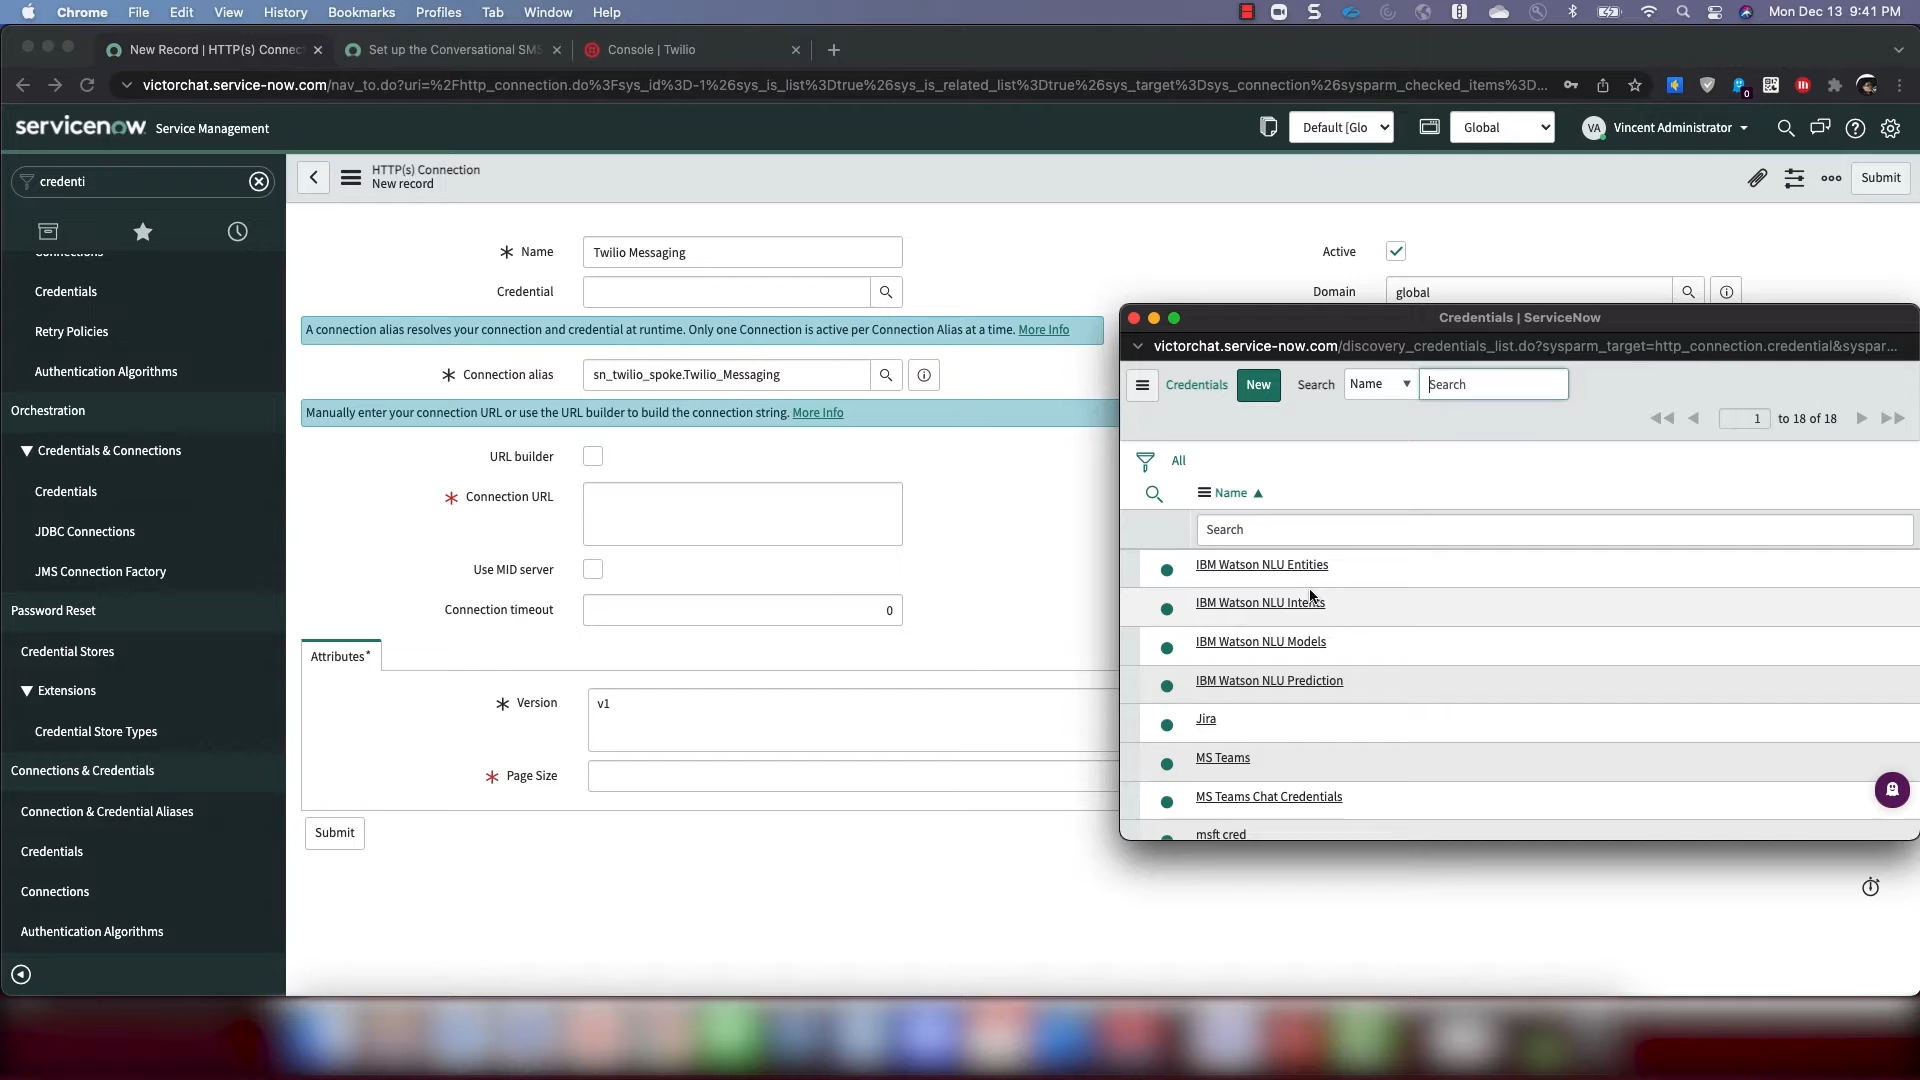 Chrome File Edit View History Bookmarks Profiles Tab Window Help
Mon Dec 13 9:41 PM
New Record | HTTP(s) Connec
Set up the Conversational SMS
Console | Twilio
victorchat.service-now.com/nav_to.do?uri=%2Fhttp_connection.do%3Fsys_id%3D-1%26sys_is_list%3Dtrue%26sys_is_related_list%3Dtrue%26sys_target%3Dsys_connection%26sysparm_checked_items%3D...
0
servicenow Service Management
Default [Glo
Global
VA
Vincent Administrator
credenti
Credentials
Retry Policies
Authentication Algorithms
Orchestration
Credentials & Connections
Credentials
JDBC Connections
JMS Connection Factory
Password Reset
Credential Stores
Extensions
Credential Store Types
Connections & Credentials
Connection & Credential Aliases
Credentials
Connections
Authentication Algorithms
HTTP(s) Connection
New record
Submit
Name
Twilio Messaging
Active
Credential
Domain
global
A connection alias resolves your connection and credential at runtime. Only one Connection is active per Connection Alias at a time. More Info
Connection alias
sn_twilio_spoke.Twilio_Messaging
Manually enter your connection URL or use the URL builder to build the connection string. More Info
URL builder
Connection URL
Use MID server
Connection timeout
0
Attributes*
Version
v1
Page Size
Submit
Credentials | ServiceNow
victorchat.service-now.com/discovery_credentials_list.do?sysparm_target=http_connection.credential&syspar...
Credentials
New
Search
Name
Search
1
to 18 of 18
All
Name
Search
IBM Watson NLU Entities
IBM Watson NLU Intents
IBM Watson NLU Models
IBM Watson NLU Prediction
Jira
MS Teams
MS Teams Chat Credentials
msft cred